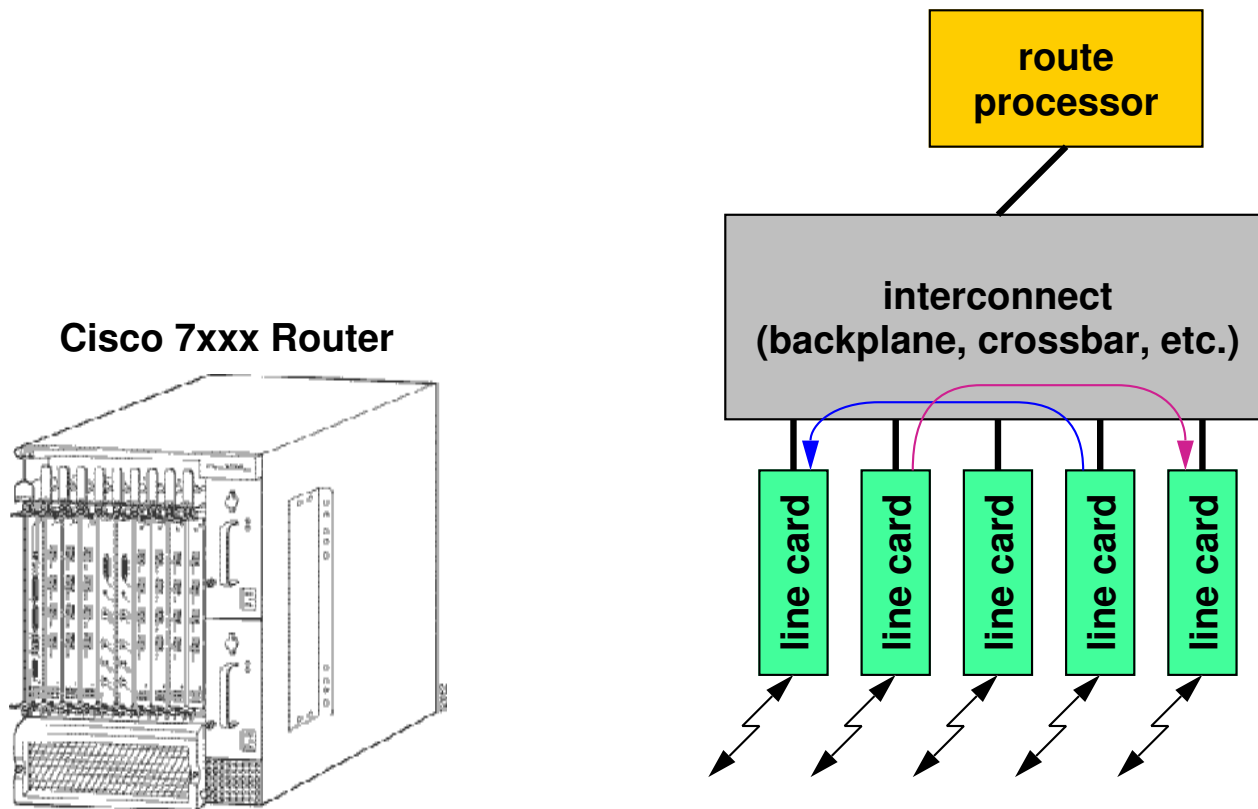 route
processor
interconnect
(backplane, crossbar, etc.)
Cisco 7xxx Router
line card
line card
line card
line card
line card